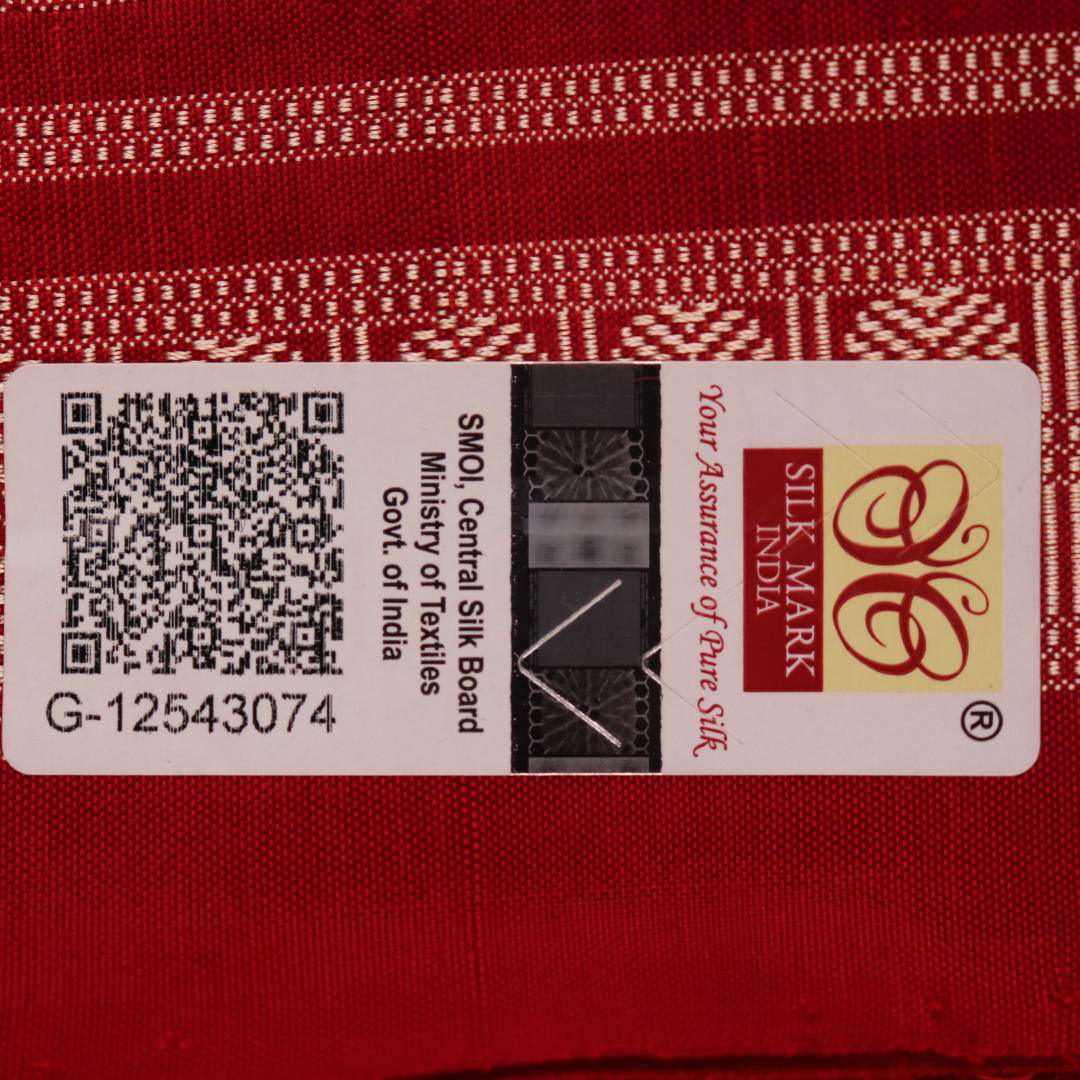 SILK MARK
INDIA
®
Your Assurance of Pure Silk
SMOI, Central Silk Board
Ministry of Textiles
Govt. of India
G-12543074